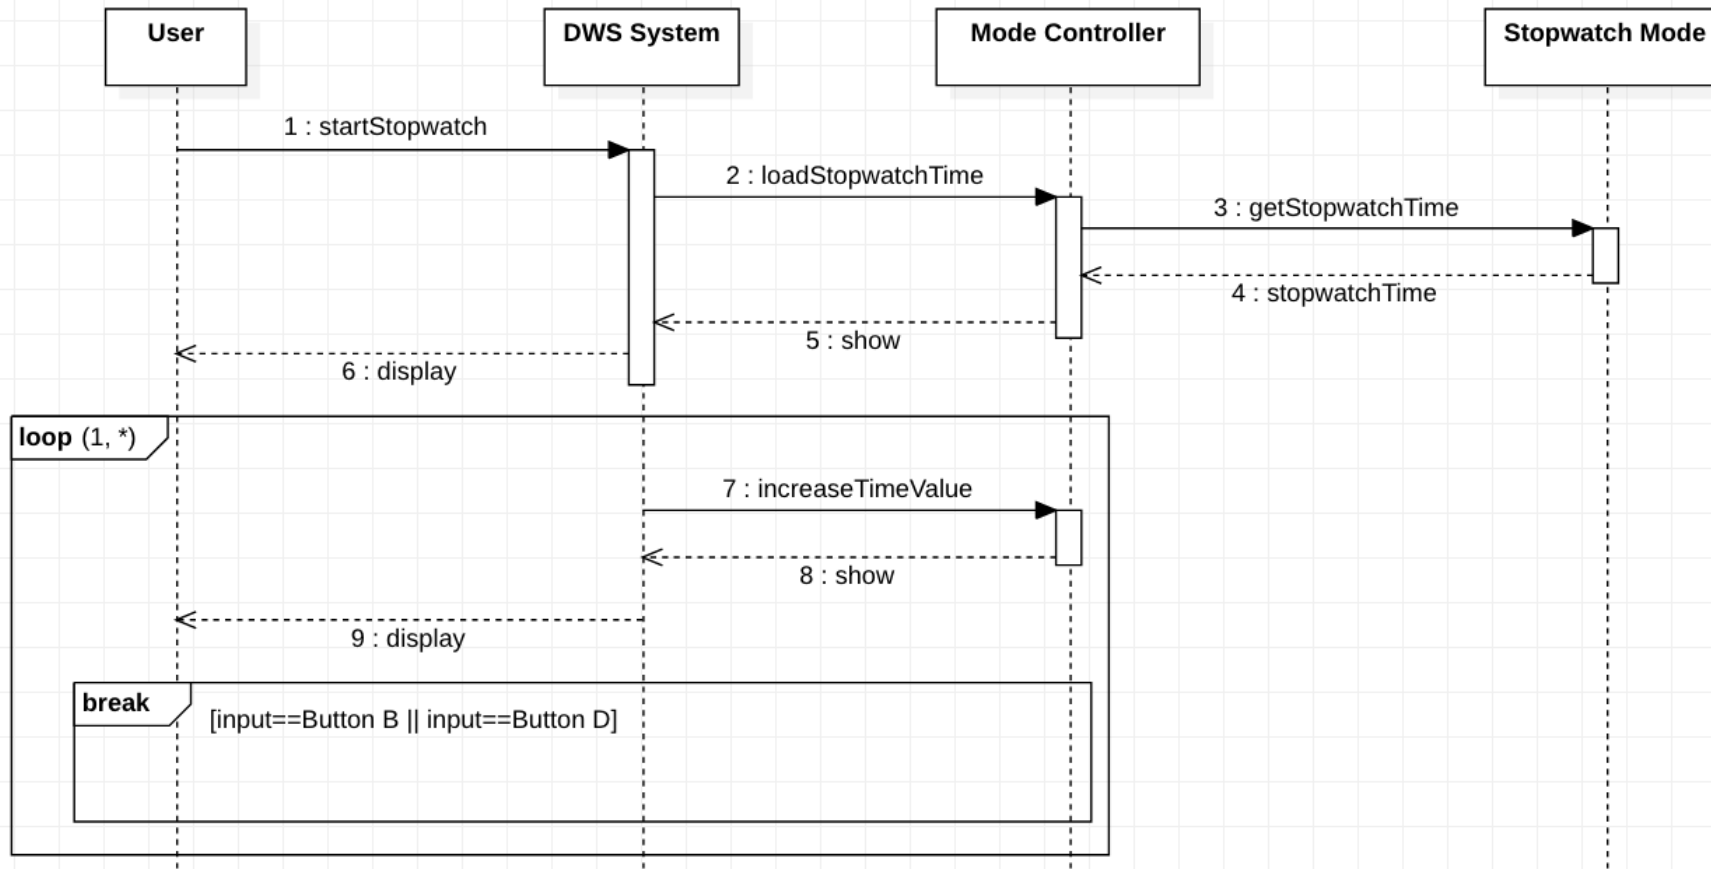 User
DWS System
Mode Controller
Stopwatch Mode
1 : startStopwatch
2 : loadStopwatchTime
3 : getStopwatchTime
4 : stopwatchTime
5 : show
6 : display
loop (1, *)
7 : increaseTimeValue
8 : show
9 : display
break
[input==Button B || input==Button D]